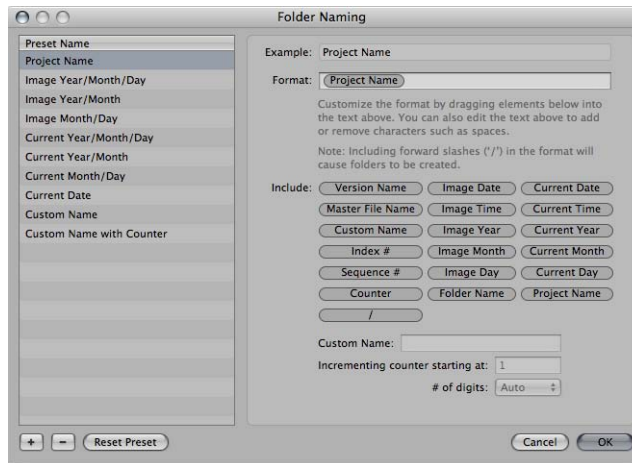 Folder Naming
Preset Name
Project Name
Image Year/Month/Day
Image Year/Month
Image Month/Day
Current Year/Month/Day
Current Year/Month
Current Month/Day
Current Date
Custom Name
Custom Name with Counter
+ − Reset Preset
Example: Project Name
Format: Project Name
Customize the format by dragging elements below into
the text above. You can also edit the text above to add
or remove characters such as spaces.
Note: Including forward slashes ('/') in the format will
cause folders to be created.
Include: Version Name Image Date Current Date
Master File Name Image Time Current Time
Custom Name Image Year Current Year
Index # Image Month Current Month
Sequence # Image Day Current Day
Counter Folder Name Project Name
/
Custom Name:
Incrementing counter starting at: 1
# of digits: Auto
Cancel OK